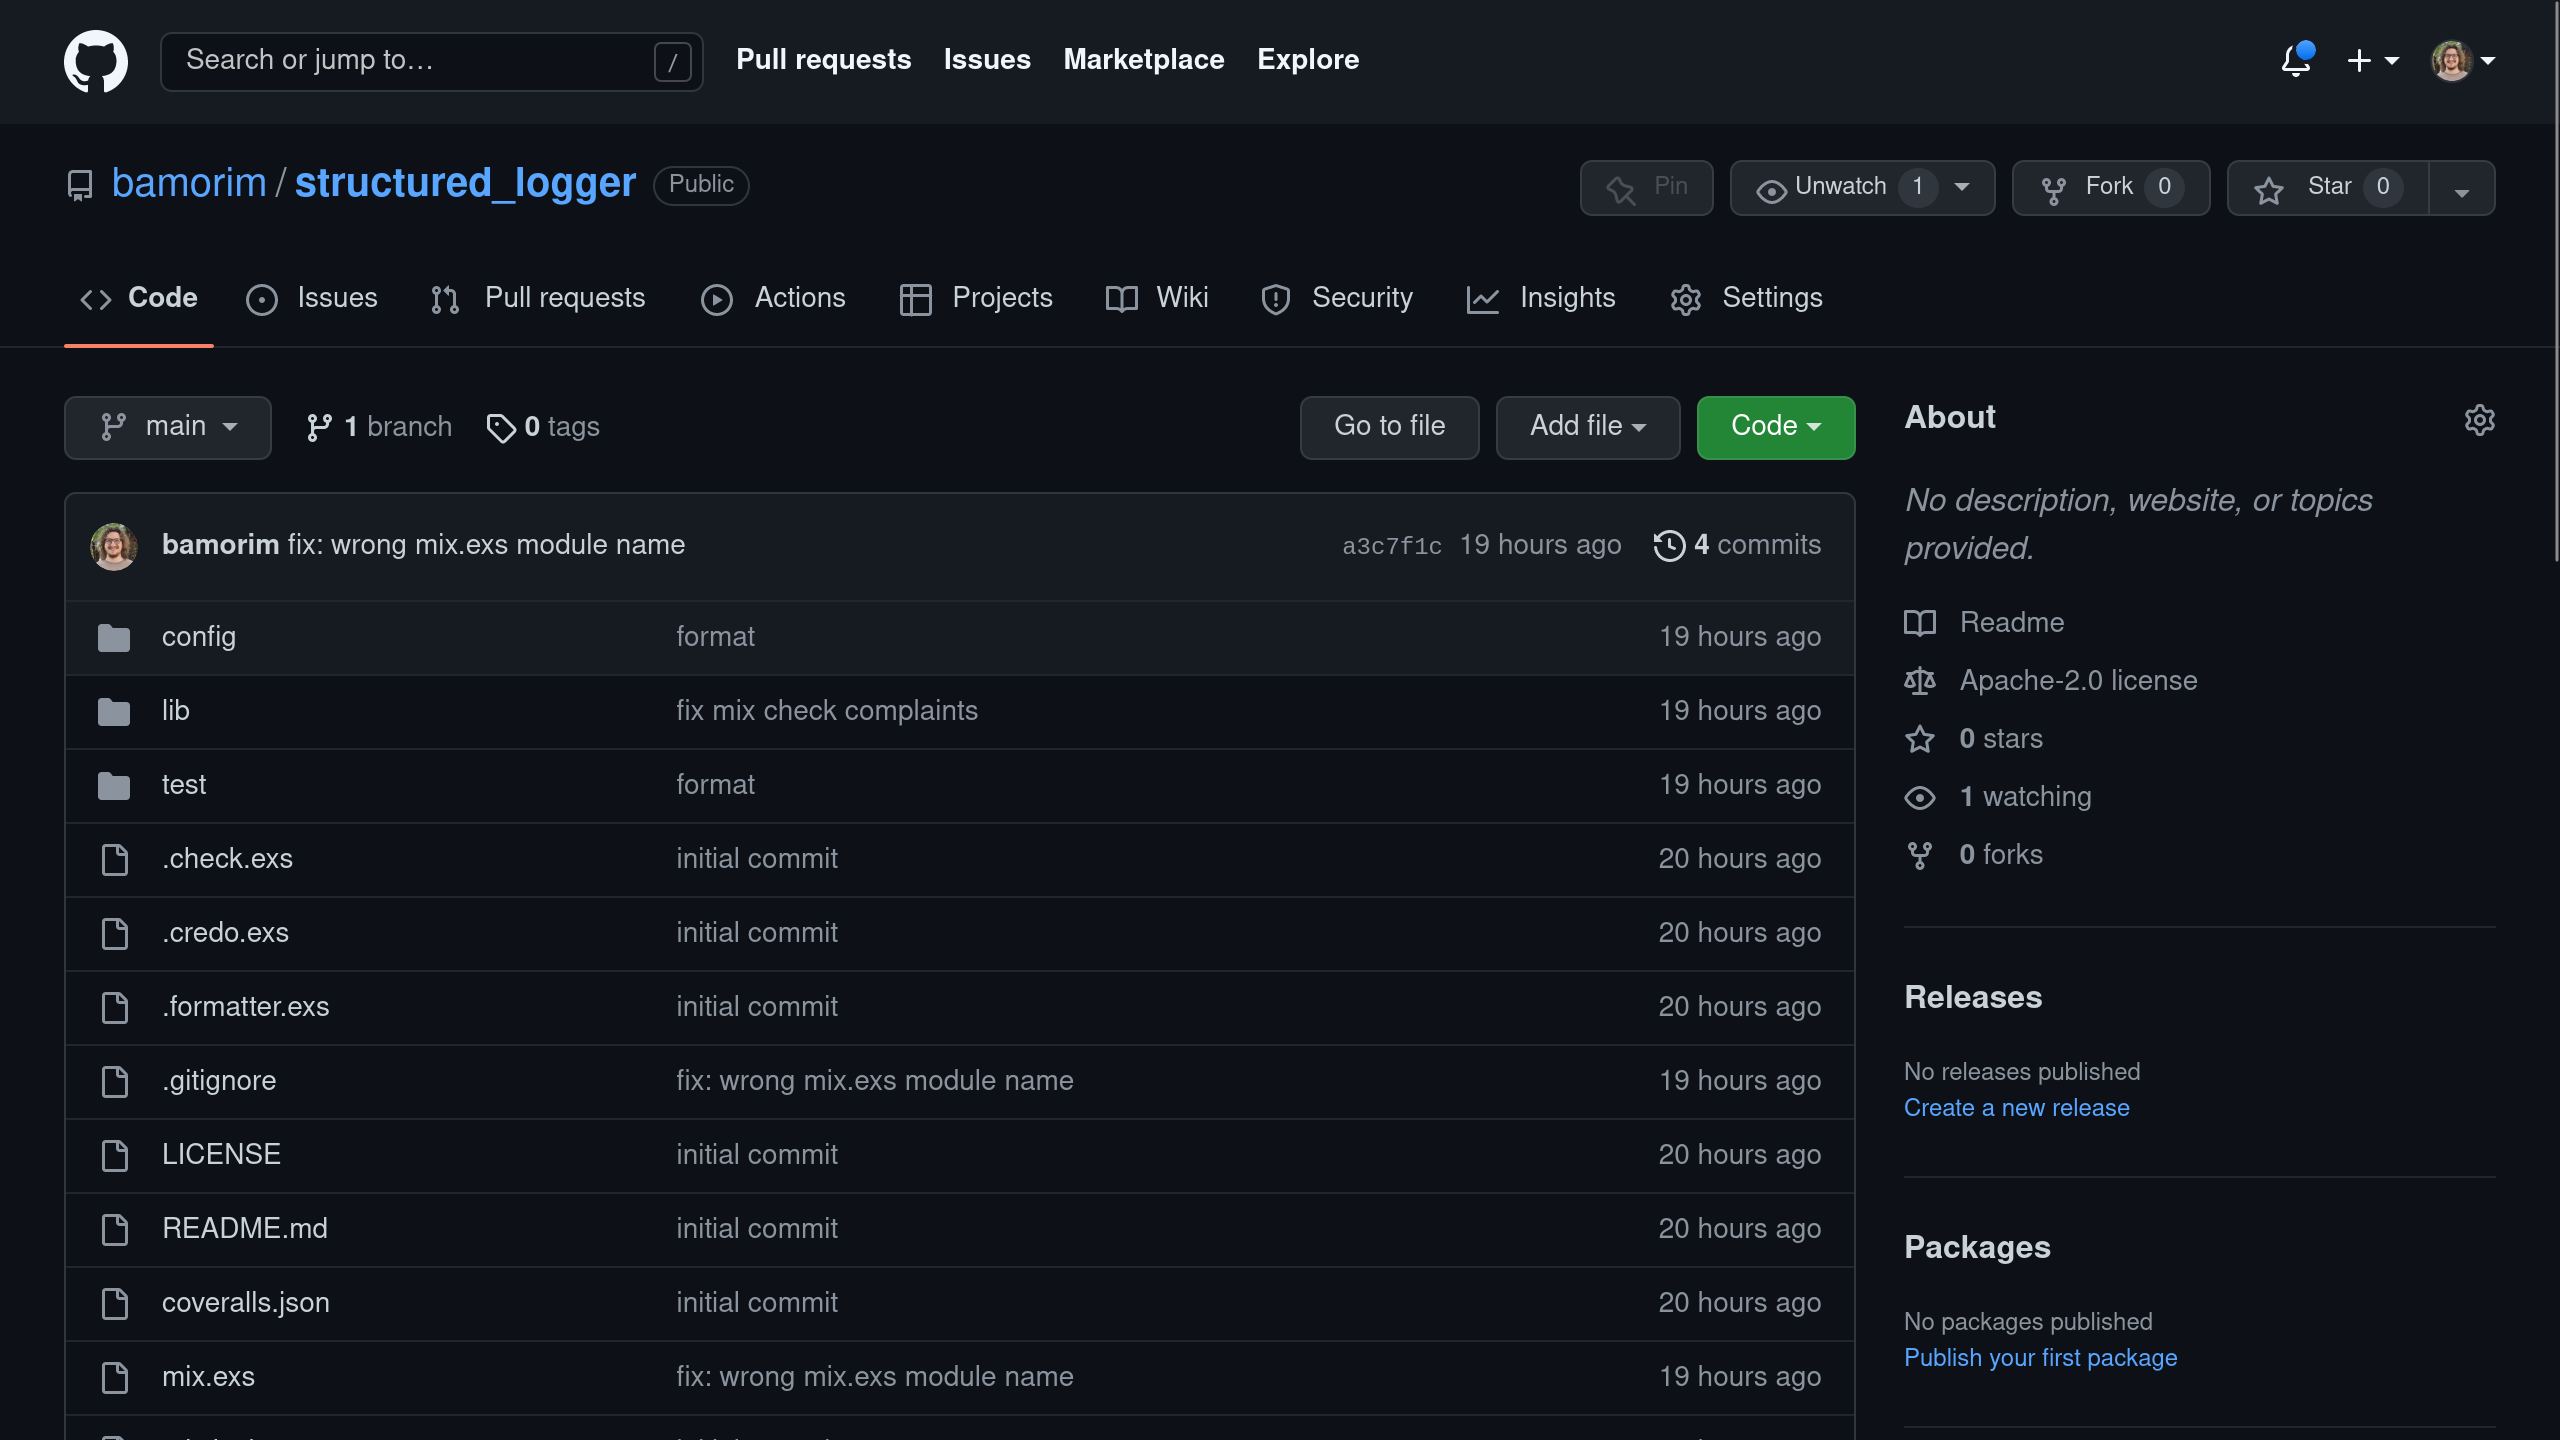 Search or jump to… / Pull requests Issues Marketplace Explore
bamorim / structured_logger Public Pin Unwatch 1 Fork 0 Star 0
Code Issues Pull requests Actions Projects Wiki Security Insights Settings
main 1 branch 0 tags Go to file Add file Code
bamorim fix: wrong mix.exs module name a3c7f1c 19 hours ago 4 commits
config format 19 hours ago
lib fix mix check complaints 19 hours ago
test format 19 hours ago
.check.exs initial commit 20 hours ago
.credo.exs initial commit 20 hours ago
.formatter.exs initial commit 20 hours ago
.gitignore fix: wrong mix.exs module name 19 hours ago
LICENSE initial commit 20 hours ago
README.md initial commit 20 hours ago
coveralls.json initial commit 20 hours ago
mix.exs fix: wrong mix.exs module name 19 hours ago
About
No description, website, or topics
provided.
Readme
Apache-2.0 license
0 stars
1 watching
0 forks
Releases
No releases published
Create a new release
Packages
No packages published
Publish your first package